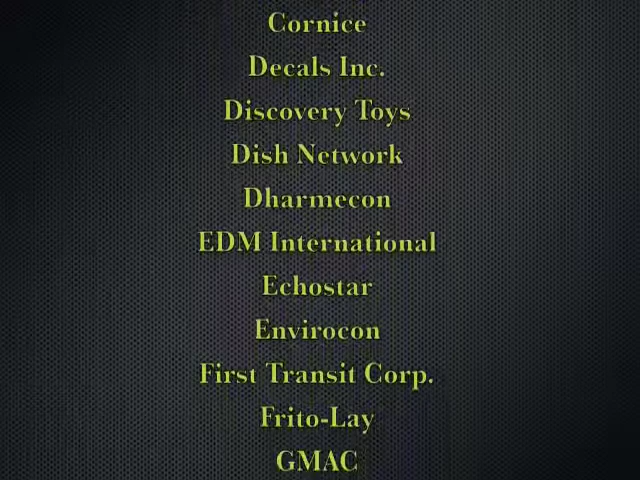 Cornice
Decals Inc.
Discovery Toys
Dish Network
Dharmecon
EDM International
Echostar
Envirocon
First Transit Corp.
Frito-Lay
GMAC